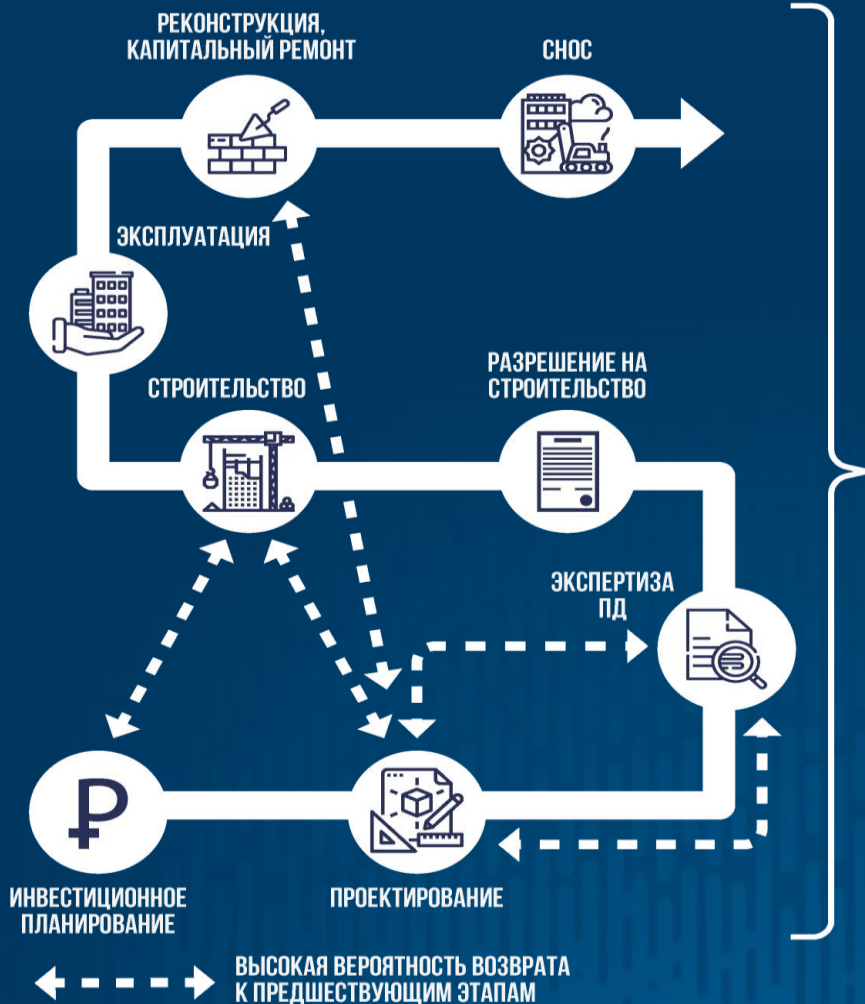 РЕКОНСТРУКЦИЯ,
КАПИТАЛЬНЫЙ РЕМОНТ
СНОС
ЭКСПЛУАТАЦИЯ
СТРОИТЕЛЬСТВО
РАЗРЕШЕНИЕ НА
СТРОИТЕЛЬСТВО
ЭКСПЕРТИЗА
ПД
ИНВЕСТИЦИОННОЕ
ПЛАНИРОВАНИЕ
ПРОЕКТИРОВАНИЕ
ВЫСОКАЯ ВЕРОЯТНОСТЬ ВОЗВРАТА
К ПРЕДШЕСТВУЮЩИМ ЭТАПАМ